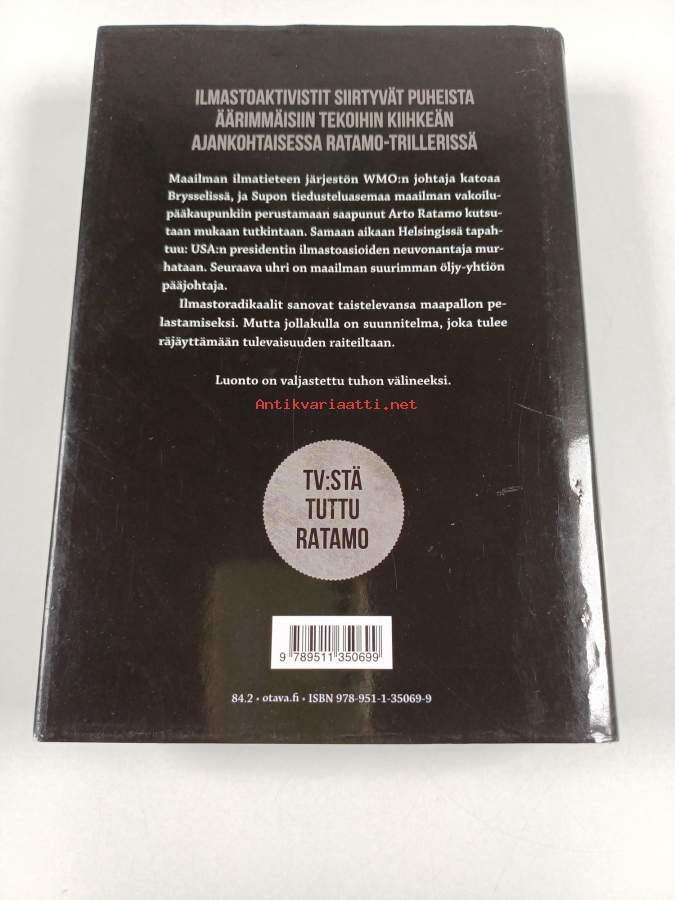 ILMASTOAKTIVISTIT SIIRTYVÄT PUHEISTA
ÄÄRIMMÄISIIN TEKOIHIN KIIHKEÄN
AJANKOHTAISESSA RATAMO-TRILLERISSÄ
Maailman ilmatieteen järjestön WMO:n johtaja katoaa
Brysselissä, ja Supon tiedusteluasemaa maailman vakoilu-
pääkaupunkiin perustamaan saapunut Arto Ratamo kutsu-
taan mukaan tutkintaan. Samaan aikaan Helsingissä tapah-
tuu: USA:n presidentin ilmastoasioiden neuvonantaja mur-
hataan. Seuraava uhri on maailman suurimman öljy-yhtiön
pääjohtaja.
Ilmastoradikaalit sanovat taistelevansa maapallon pe-
lastamiseksi. Mutta jollakulla on suunnitelma, joka tulee
räjäyttämään tulevaisuuden raiteiltaan.
Luonto on valjastettu tuhon välineeksi.
Antikvariaatti.net
TV:STÄ
TUTTU
RATAMO
9 789511 350699
84.2 • otava.fi • ISBN 978-951-1-35069-9